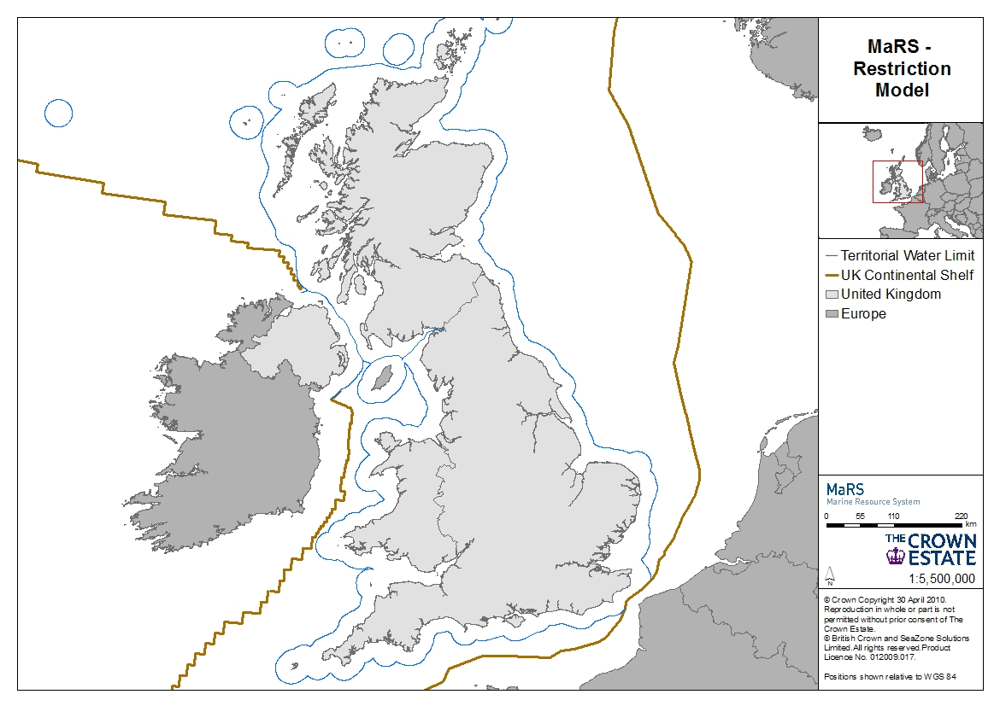 MaRS -
Restriction
Model
Territorial Water Limit
UK Continental Shelf
United Kingdom
Europe
MaRS
Marine Resource System
0 55 110 220
km
THE CROWN
ESTATE
N
1:5,500,000
© Crown Copyright 30 April 2010.
Reproduction in whole or part is not
permitted without prior consent of The
Crown Estate.
© British Crown and SeaZone Solutions
Limited.All rights reserved.Product
Licence No. 012009.017.
Positions shown relative to WGS 84